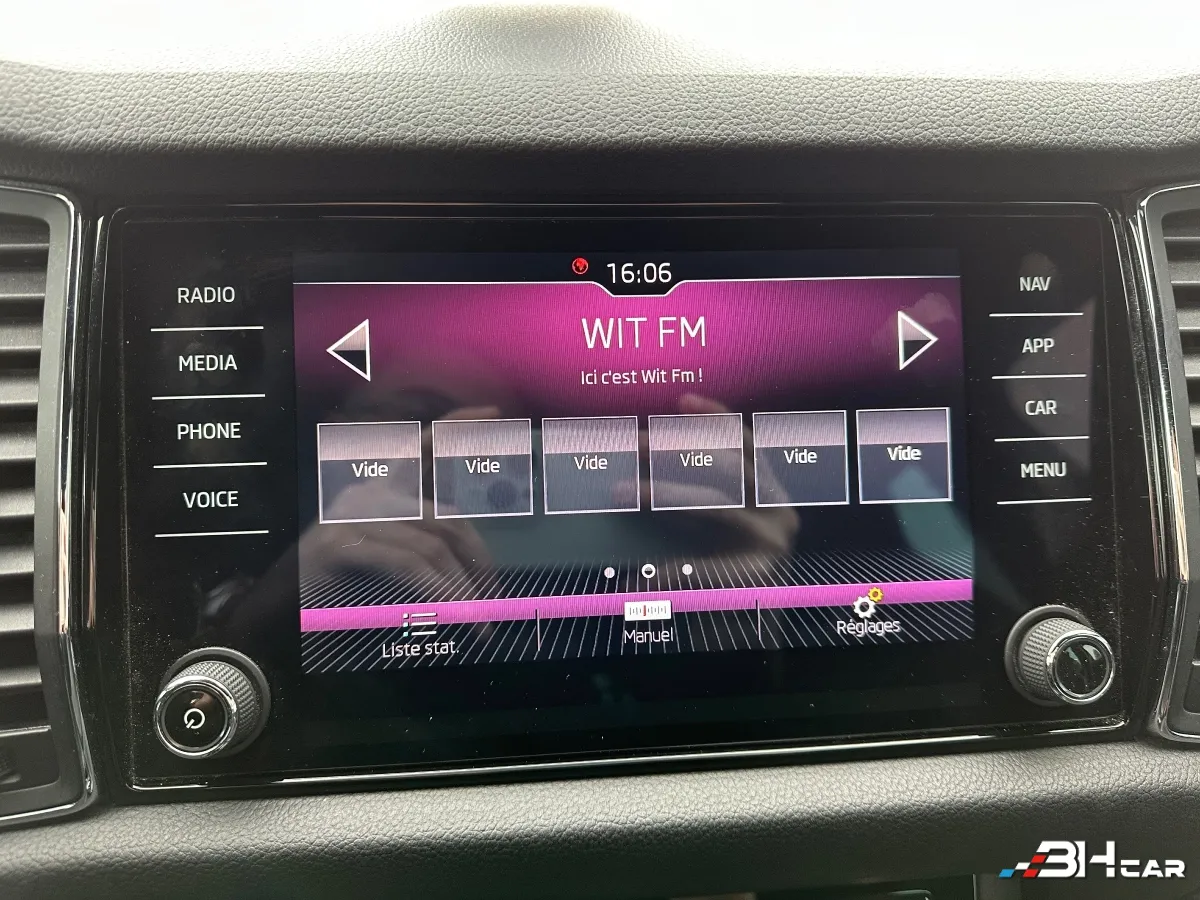 16:06
RADIO
MEDIA
PHONE
VOICE
WIT FM
Ici c'est Wit Fm !
Vide Vide Vide Vide Vide Vide
Liste stat. Manuel Réglages
NAV
APP
CAR
MENU
3HCAR